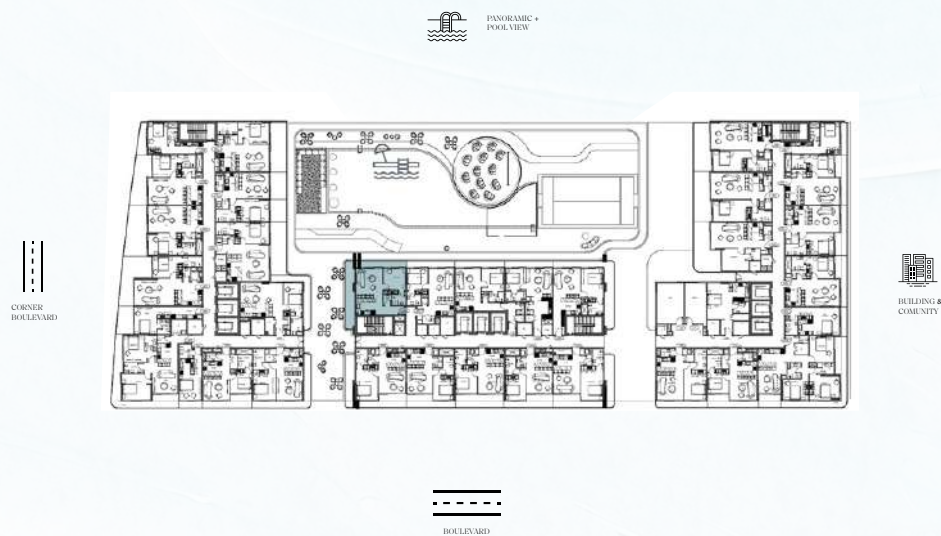 PANORAMIC +
POOL VIEW
CORNER
BOULEVARD
BUILDING &
COMUNITY
BOULEVARD